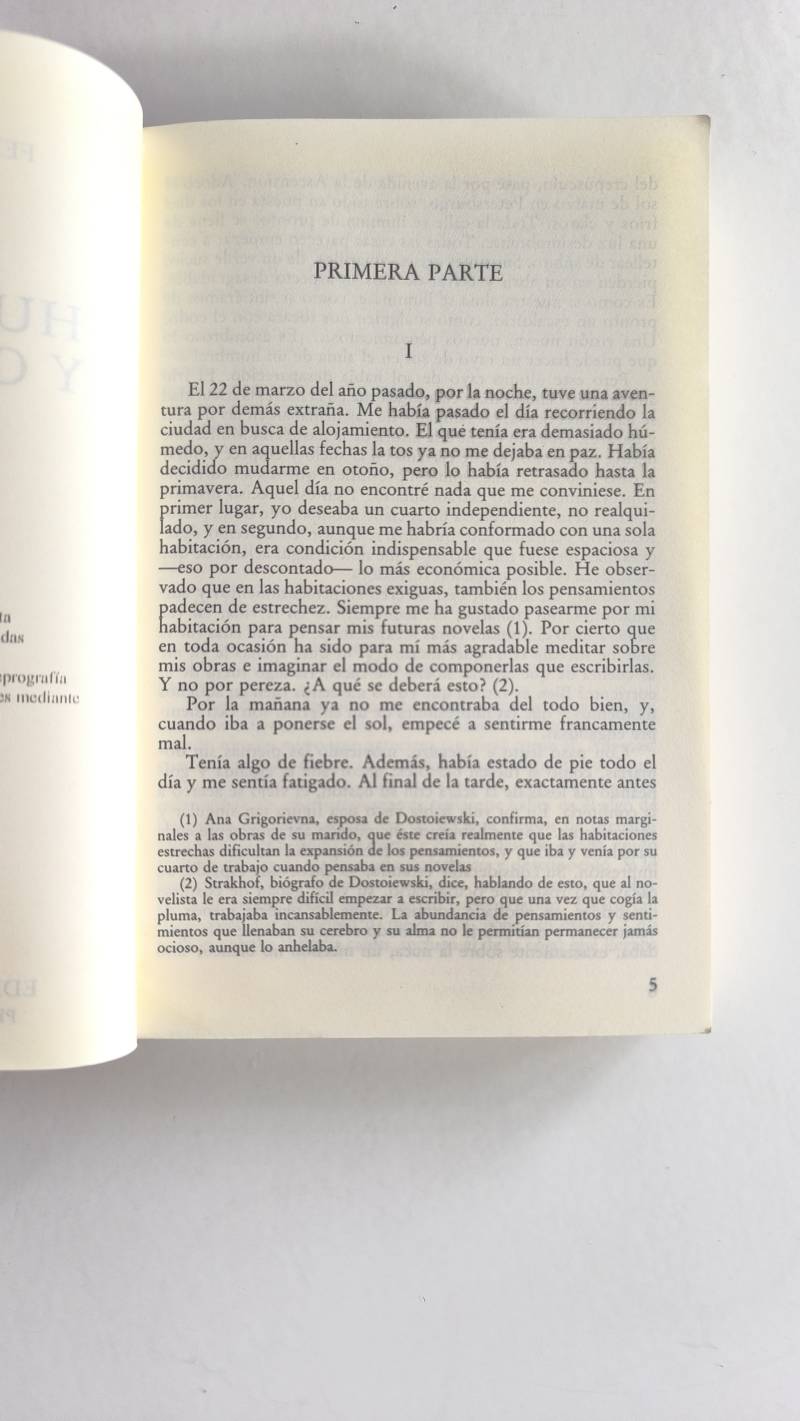 ta
das
eprografía
es mediante
PRIMERA PARTE
I
El 22 de marzo del año pasado, por la noche, tuve una aven-
tura por demás extraña. Me había pasado el día recorriendo la
ciudad en busca de alojamiento. El que tenía era demasiado hú-
medo, y en aquellas fechas la tos ya no me dejaba en paz. Había
decidido mudarme en otoño, pero lo había retrasado hasta la
primavera. Aquel día no encontré nada que me conviniese. En
primer lugar, yo deseaba un cuarto independiente, no realqui-
lado, y en segundo, aunque me habría conformado con una sola
habitación, era condición indispensable que fuese espaciosa y
—eso por descontado— lo más económica posible. He obser-
vado que en las habitaciones exiguas, también los pensamientos
padecen de estrechez. Siempre me ha gustado pasearme por mi
habitación para pensar mis futuras novelas (1). Por cierto que
en toda ocasión ha sido para mí más agradable meditar sobre
mis obras e imaginar el modo de componerlas que escribirlas.
Y no por pereza. ¿A qué se deberá esto? (2).
Por la mañana ya no me encontraba del todo bien, y,
cuando iba a ponerse el sol, empecé a sentirme francamente
mal.
Tenía algo de fiebre. Además, había estado de pie todo el
día y me sentía fatigado. Al final de la tarde, exactamente antes
(1) Ana Grigorievna, esposa de Dostoiewski, confirma, en notas margi-
nales a las obras de su marido, que éste creía realmente que las habitaciones
estrechas dificultan la expansión de los pensamientos, y que iba y venía por su
cuarto de trabajo cuando pensaba en sus novelas
(2) Strakhof, biógrafo de Dostoiewski, dice, hablando de esto, que al no-
velista le era siempre difícil empezar a escribir, pero que una vez que cogía la
pluma, trabajaba incansablemente. La abundancia de pensamientos y senti-
mientos que llenaban su cerebro y su alma no le permitían permanecer jamás
ocioso, aunque lo anhelaba.
5